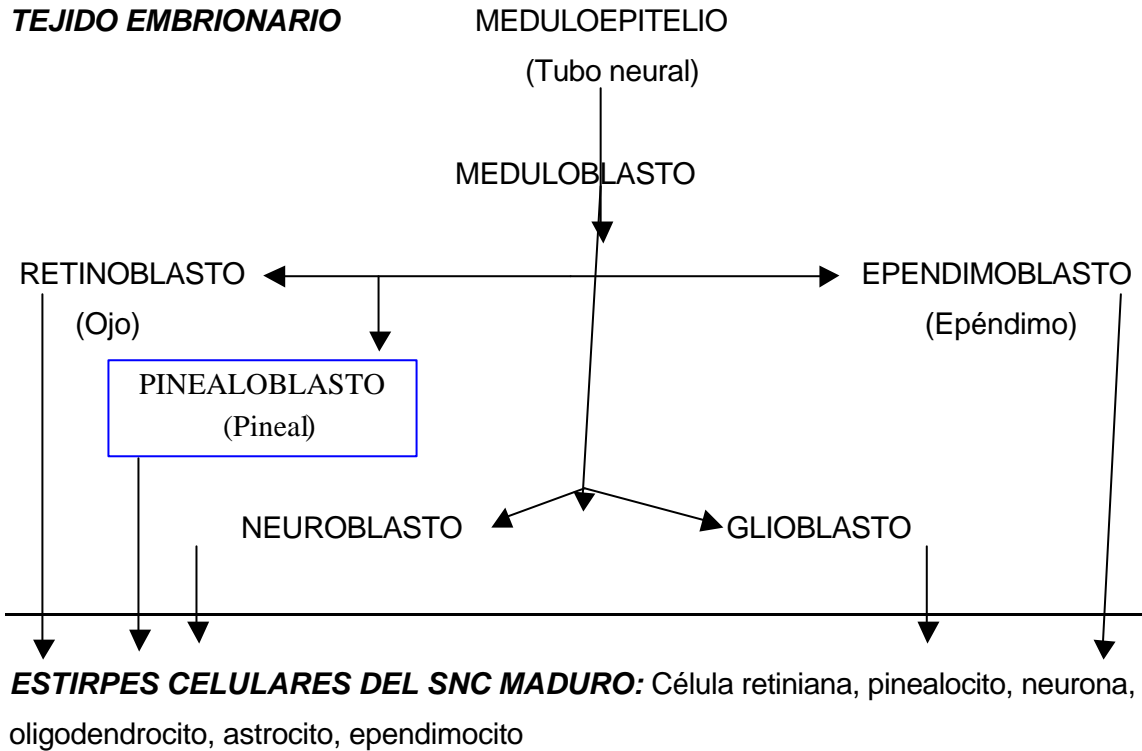 TEJIDO EMBRIONARIO MEDULOEPITELIO
(Tubo neural)
MEDULOBLASTO
RETINOBLASTO EPENDIMOBLASTO
(Ojo) (Epéndimo)
PINEALOBLASTO
(Pineal)
NEUROBLASTO GLIOBLASTO
ESTIRPES CELULARES DEL SNC MADURO: Célula retiniana, pinealocito, neurona,
oligodendrocito, astrocito, ependimocito